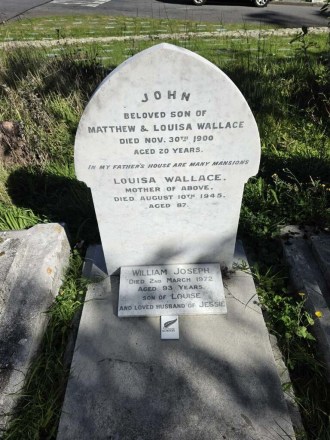 JOHN
BELOVED SON OF
MATTHEW & LOUISA WALLACE
DIED NOV. 30TH 1900
AGED 20 YEARS.
IN MY FATHER'S HOUSE ARE MANY MANSIONS
LOUISA WALLACE,
MOTHER OF ABOVE,
DIED AUGUST 10TH 1945,
AGED 87.
WILLIAM JOSEPH
DIED 2ND MARCH 1972
AGED 93 YEARS.
SON OF LOUISE
AND LOVED HUSBAND OF JESSIE